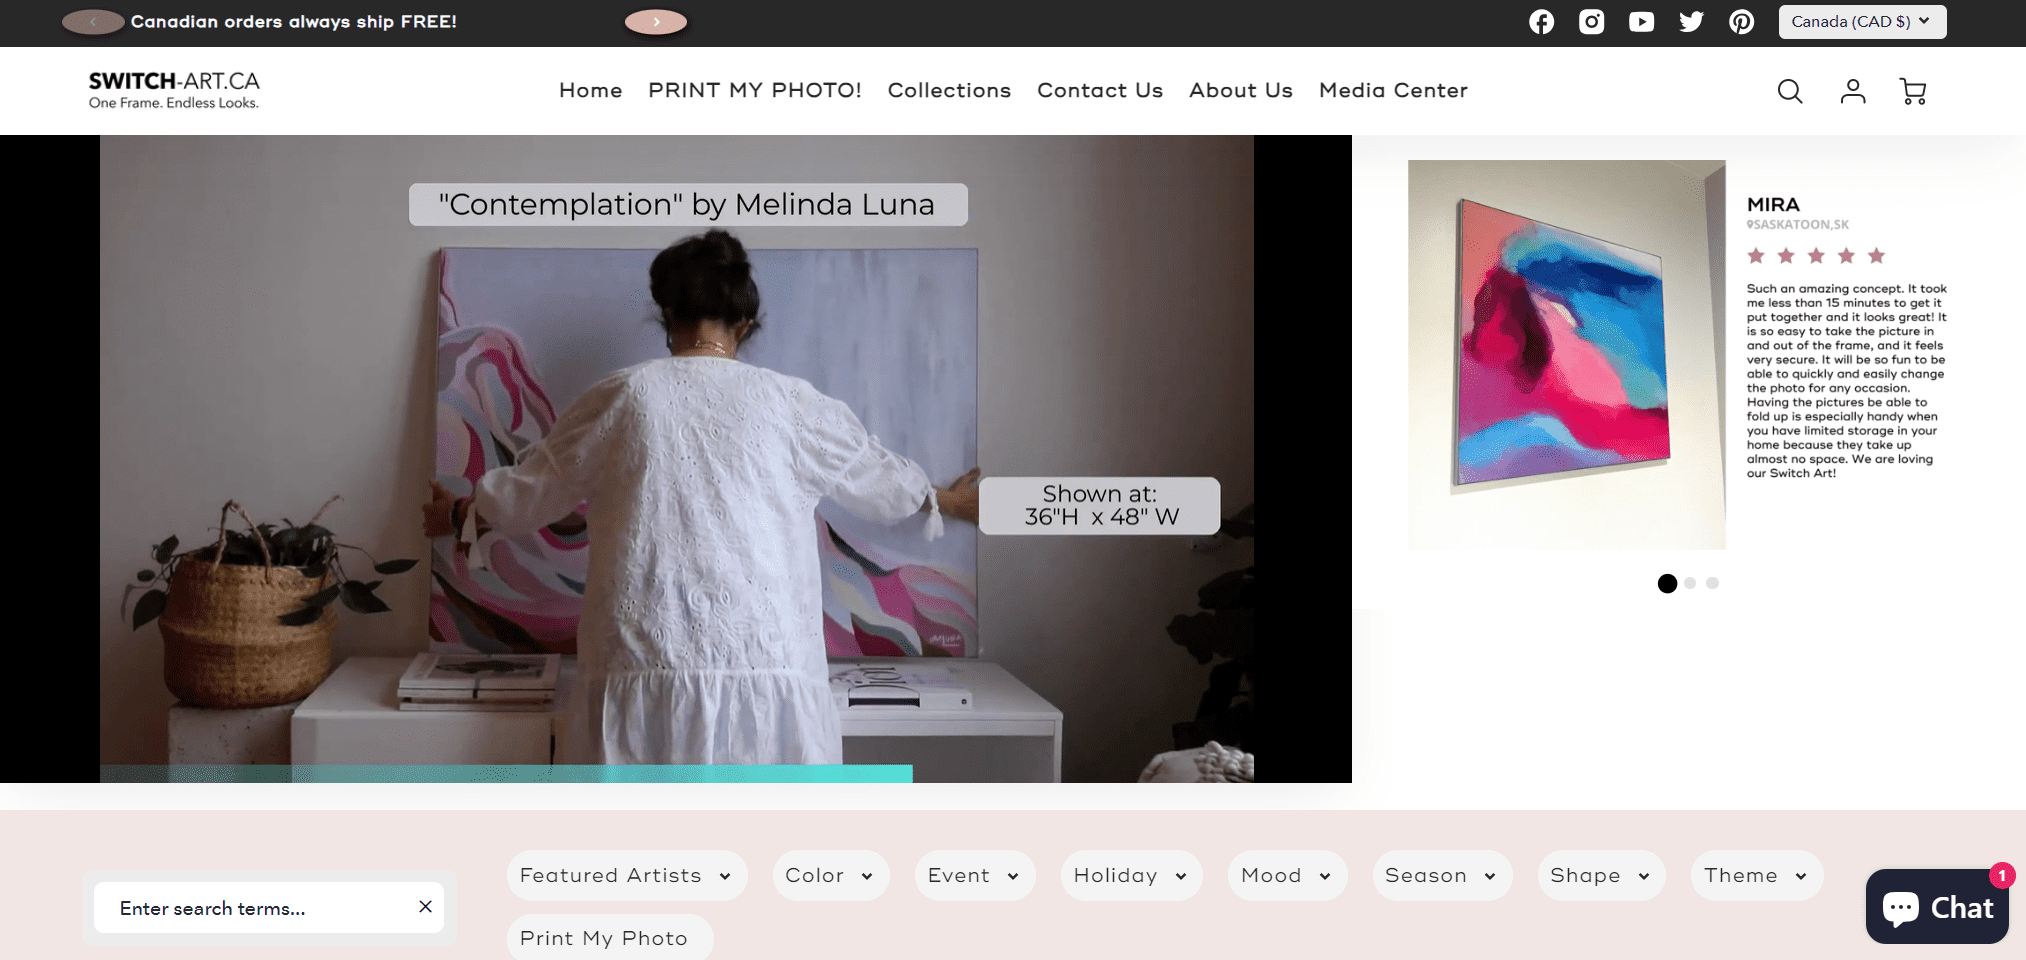 Canadian orders always ship FREE!
Canada (CAD $)
SWITCH-ART.CA
One Frame. Endless Looks.
Home
PRINT MY PHOTO!
Collections
Contact Us
About Us
Media Center
"Contemplation" by Melinda Luna
Shown at:
36"H x 48" W
MIRA
SASKATOON,SK
Such an amazing concept. It took
me less than 15 minutes to get it
put together and it looks great! It
is so easy to take the picture in
and out of the frame, and it feels
very secure. It will be so fun to be
able to quickly and easily change
the photo for any occasion.
Having the pictures be able to
fold up is especially handy when
you have limited storage in your
home because they take up
almost no space. We are loving
our Switch Art!
Enter search terms...
Featured Artists
Color
Event
Holiday
Mood
Season
Shape
Theme
Print My Photo
1
Chat